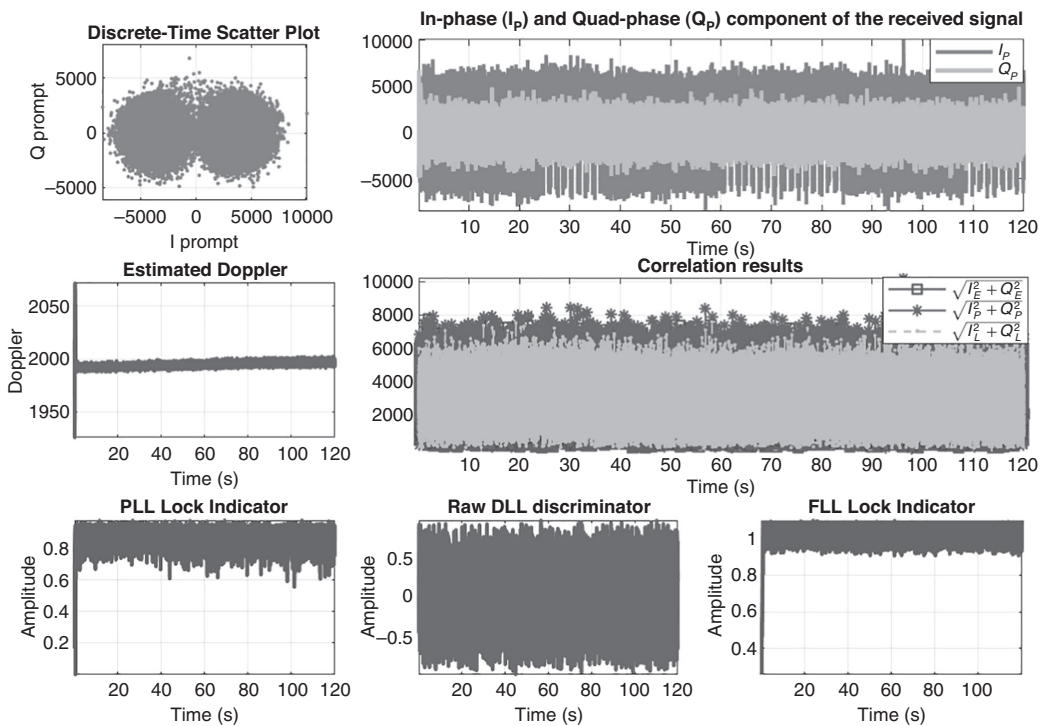 Discrete-Time Scatter Plot
5000
0
−5000
Q prompt
−5000 0 5000 10000
I prompt
In-phase (I_P) and Quad-phase (Q_P) component of the received signal
10000
5000
0
−5000
I_P
Q_P
10 20 30 40 50 60 70 80 90 100 110 120
Time (s)
Estimated Doppler
2050
2000
1950
Doppler
20 40 60 80 100 120
Time (s)
Correlation results
10000
8000
6000
4000
2000
√I_E^2 + Q_E^2
√I_P^2 + Q_P^2
√I_L^2 + Q_L^2
10 20 30 40 50 60 70 80 90 100 110 120
Time (s)
PLL Lock Indicator
0.8
0.6
0.4
0.2
Amplitude
20 40 60 80 100 120
Time (s)
Raw DLL discriminator
0.5
0
−0.5
Amplitude
20 40 60 80 100 120
Time (s)
FLL Lock Indicator
1
0.8
0.6
0.4
Amplitude
20 40 60 80 100 120
Time (s)